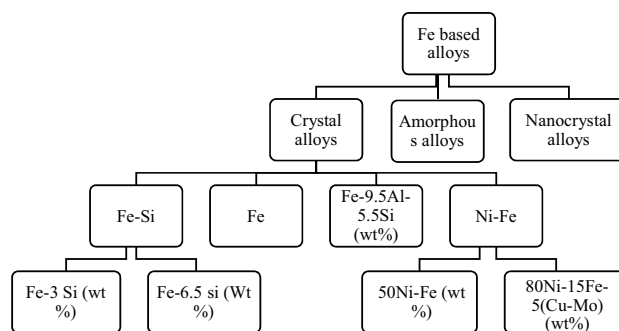 Fe based
alloys
Crystal
alloys
Amorphou
s alloys
Nanocrystal
alloys
Fe-Si
Fe
Fe-9.5Al-
5.5Si
(wt%)
Ni-Fe
Fe-3 Si (wt
%)
Fe-6.5 si (Wt
%)
50Ni-Fe (wt
%)
80Ni-15Fe-
5(Cu-Mo)
(wt%)